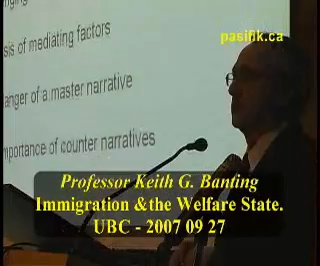 pasifik.ca
nging
sis of mediating factors
anger of a master narrative
mportance of counter narratives
Professor Keith G. Banting
Immigration &the Welfare State.
UBC - 2007 09 27